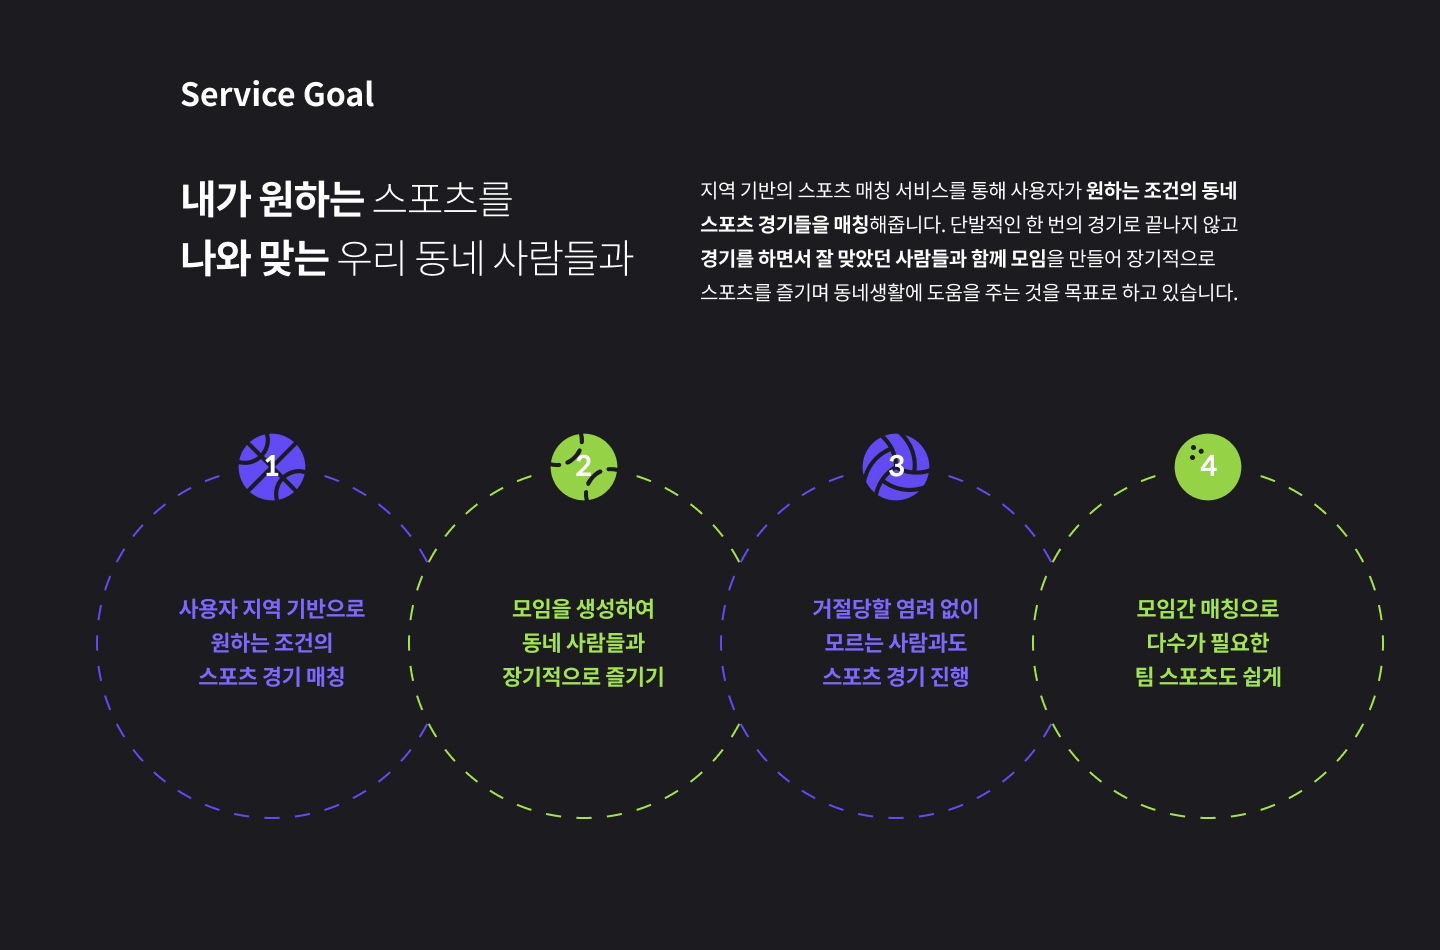 Service Goal
내가 원하는 스포츠를
나와 맞는 우리 동네 사람들과
지역 기반의 스포츠 매칭 서비스를 통해 사용자가 원하는 조건의 동네
스포츠 경기들을 매칭해줍니다. 단발적인 한 번의 경기로 끝나지 않고
경기를 하면서 잘 맞았던 사람들과 함께 모임을 만들어 장기적으로
스포츠를 즐기며 동네생활에 도움을 주는 것을 목표로 하고 있습니다.
1
사용자 지역 기반으로
원하는 조건의
스포츠 경기 매칭
2
모임을 생성하여
동네 사람들과
장기적으로 즐기기
3
거절당할 염려 없이
모르는 사람과도
스포츠 경기 진행
4
모임간 매칭으로
다수가 필요한
팀 스포츠도 쉽게